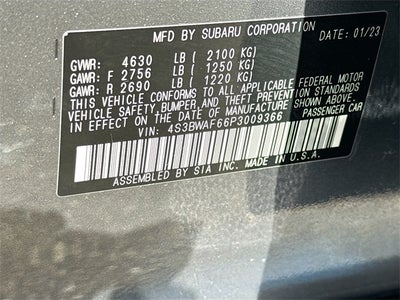 MFD BY SUBARU CORPORATION DATE: 01/23
GVWR: 4630 LB ( 2100 KG)
GAWR: F 2756 LB ( 1250 KG)
GAWR: R 2690 LB ( 1220 KG)
THIS VEHICLE CONFORMS TO ALL APPLICABLE FEDERAL MOTOR
VEHICLE SAFETY, BUMPER, AND THEFT PREVENTION STANDARDS
IN EFFECT ON THE DATE OF MANUFACTURE SHOWN ABOVE.
VIN: 4S3BWAF66P3009366 PASSENGER CAR
ASSEMBLED BY SIA INC. MADE IN U.S.A.